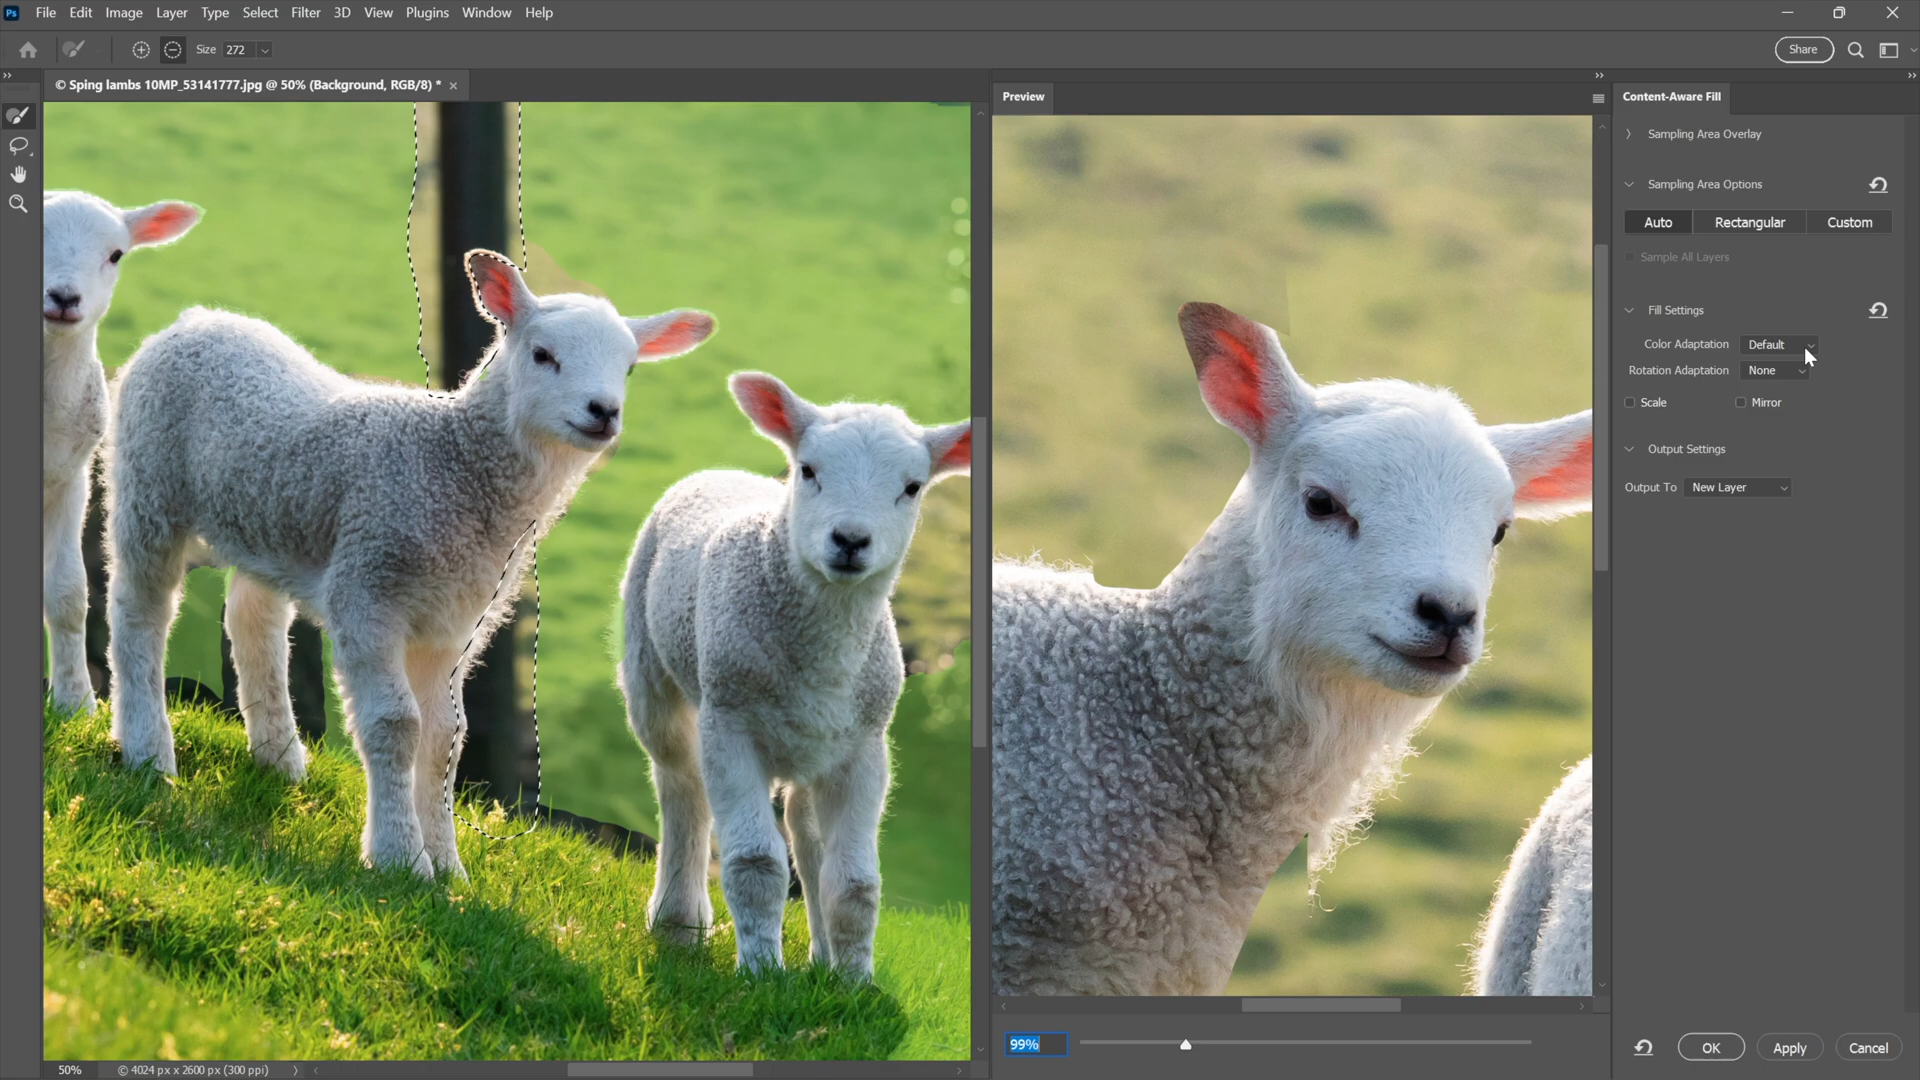 Ps File Edit Image Layer Type Select Filter 3D View Plugins Window Help
Size 272
Share
© Sping lambs 10MP_53141777.jpg @ 50% (Background, RGB/8) *
Preview
Content-Aware Fill
Sampling Area Overlay
Sampling Area Options
Auto Rectangular Custom
Sample All Layers
Fill Settings
Color Adaptation Default
Rotation Adaptation None
Scale Mirror
Output Settings
Output To New Layer
99%
OK Apply Cancel
50% © 4024 px x 2600 px (300 ppi)